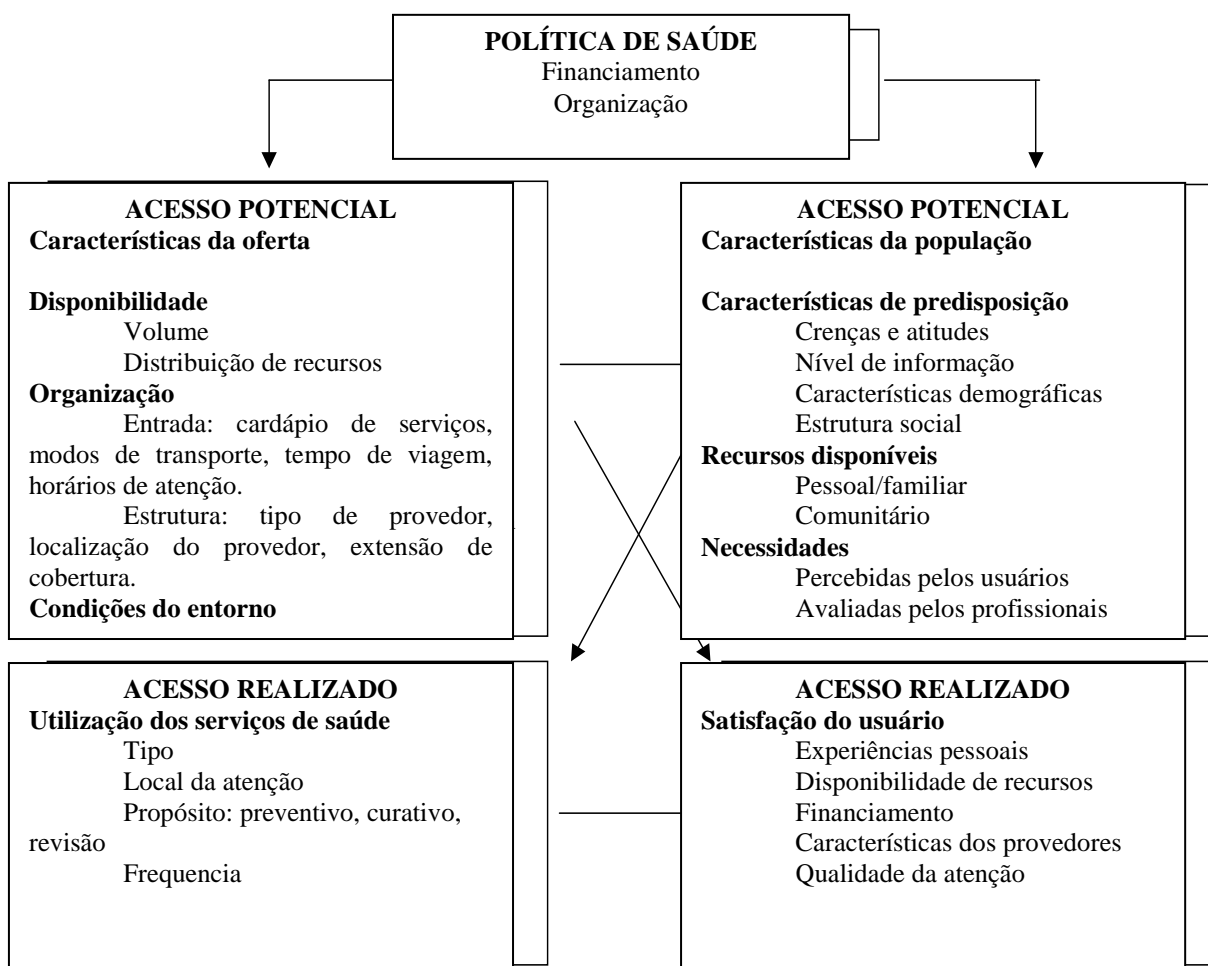 POLÍTICA DE SAÚDE
Financiamento
Organização
ACESSO POTENCIAL
Características da oferta
Disponibilidade
Volume
Distribuição de recursos
Organização
Entrada: cardápio de serviços,
modos de transporte, tempo de viagem,
horários de atenção.
Estrutura: tipo de provedor,
localização do provedor, extensão de
cobertura.
Condições do entorno
ACESSO POTENCIAL
Características da população
Características de predisposição
Crenças e atitudes
Nível de informação
Características demográficas
Estrutura social
Recursos disponíveis
Pessoal/familiar
Comunitário
Necessidades
Percebidas pelos usuários
Avaliadas pelos profissionais
ACESSO REALIZADO
Utilização dos serviços de saúde
Tipo
Local da atenção
Propósito: preventivo, curativo,
revisão
Frequencia
ACESSO REALIZADO
Satisfação do usuário
Experiências pessoais
Disponibilidade de recursos
Financiamento
Características dos provedores
Qualidade da atenção